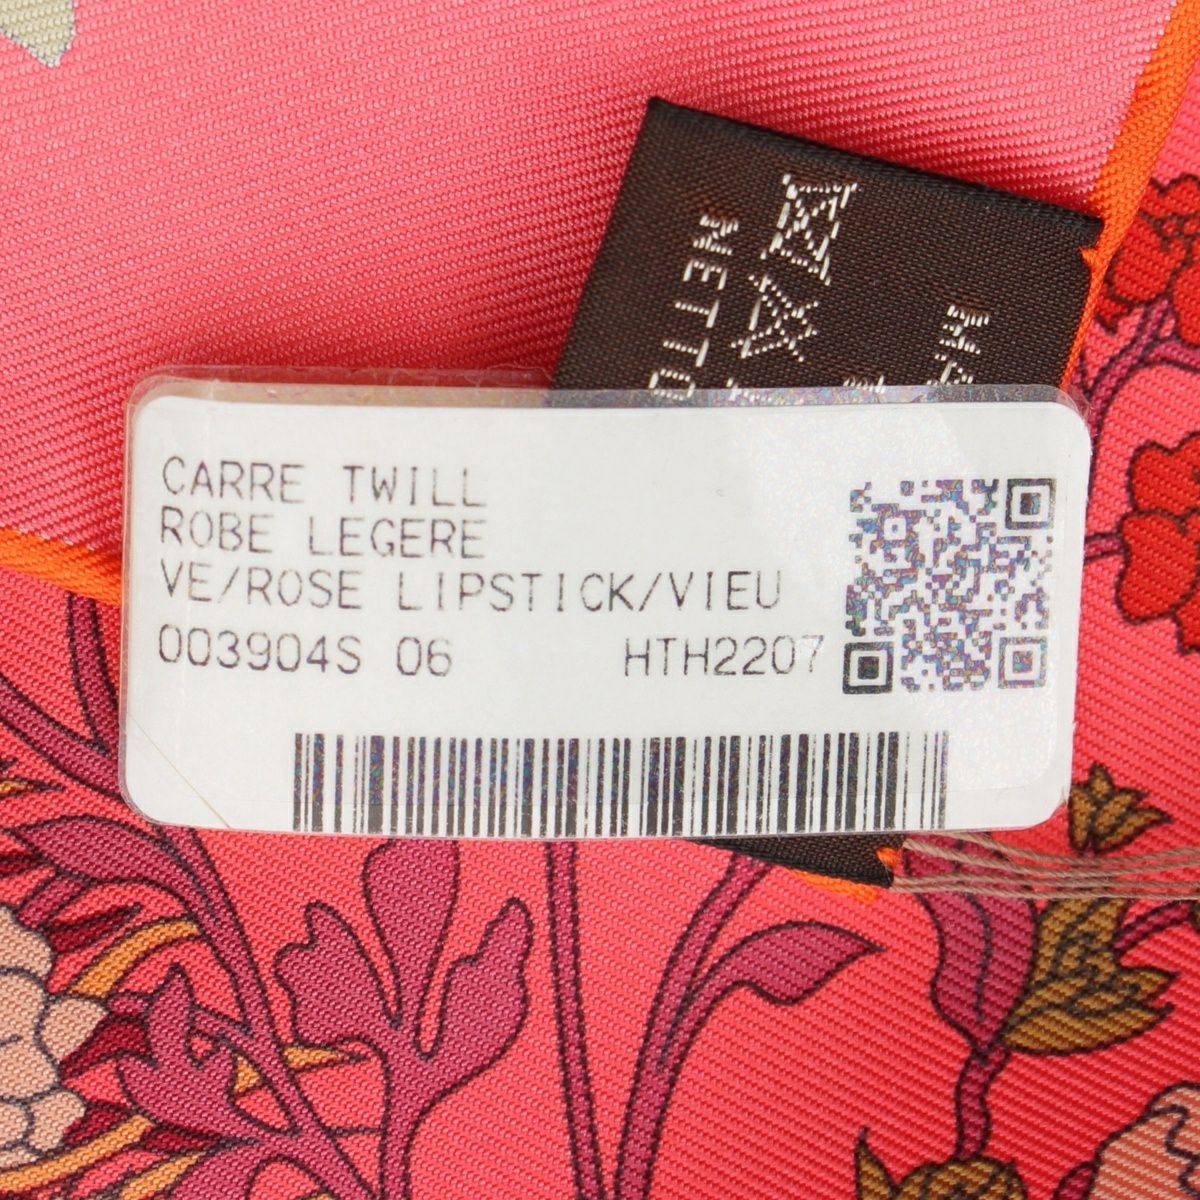 CARRE TWILL
ROBE LEGERE
VE/ROSE LIPSTICK/VIEU
003904S 06 HTH2207